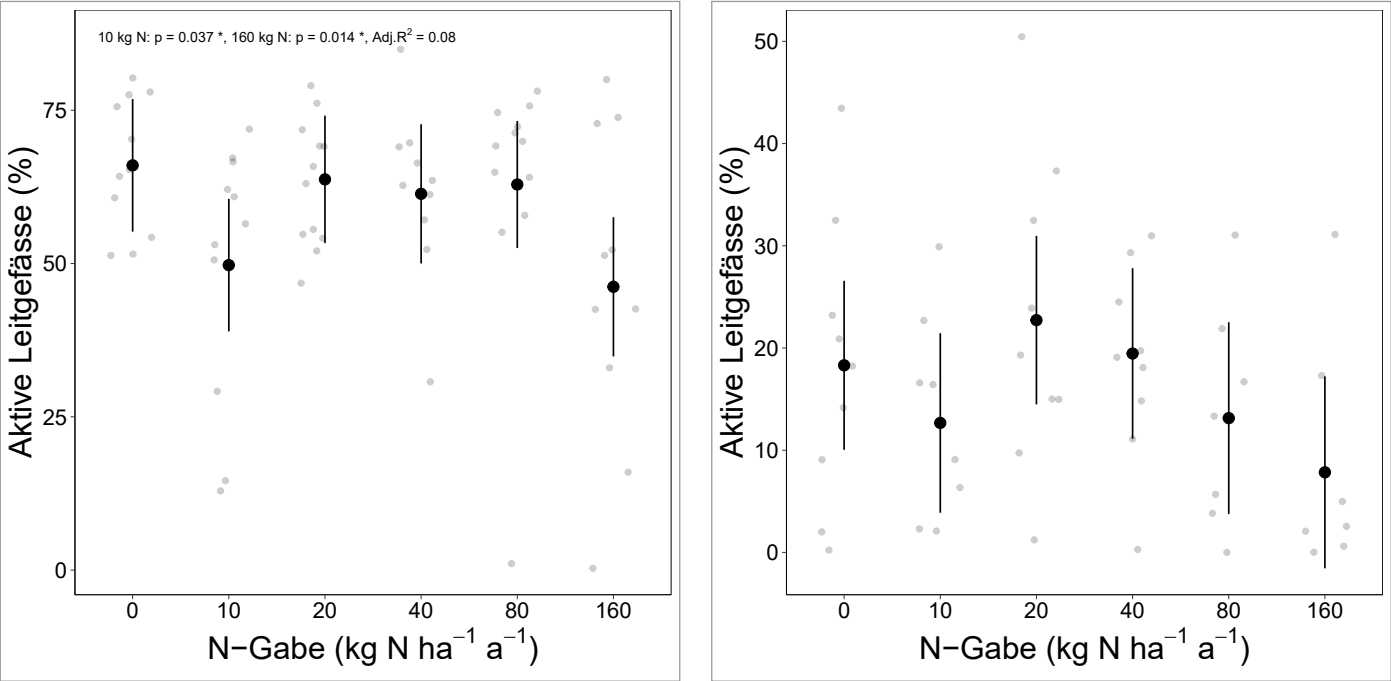 10 kg N: p = 0.037 *, 160 kg N: p = 0.014 *, Adj.R² = 0.08
Aktive Leitgefässe (%)
75
50
25
0
0 10 20 40 80 160
N−Gabe (kg N ha⁻¹ a⁻¹)
Aktive Leitgefässe (%)
50
40
30
20
10
0
0 10 20 40 80 160
N−Gabe (kg N ha⁻¹ a⁻¹)